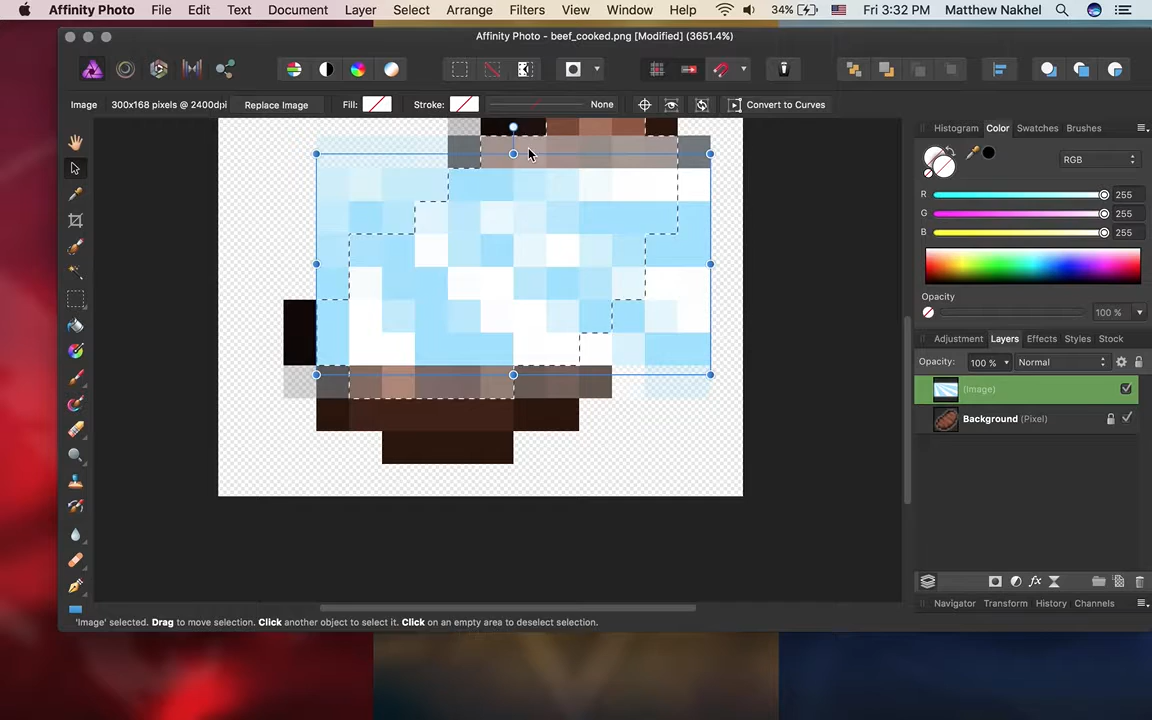 Affinity Photo File Edit Text Document Layer Select Arrange Filters View Window Help 34% Fri 3:32 PM Matthew Nakhel
Affinity Photo - beef_cooked.png [Modified] (3651.4%)
Image 300x168 pixels @ 2400dpi Replace Image Fill: Stroke: None Convert to Curves
Histogram Color Swatches Brushes
RGB
R 255
G 255
B 255
Opacity
100 %
Adjustment Layers Effects Styles Stock
Opacity: 100 % Normal
(Image)
Background (Pixel)
Navigator Transform History Channels
'Image' selected. Drag to move selection. Click another object to select it. Click on an empty area to deselect selection.